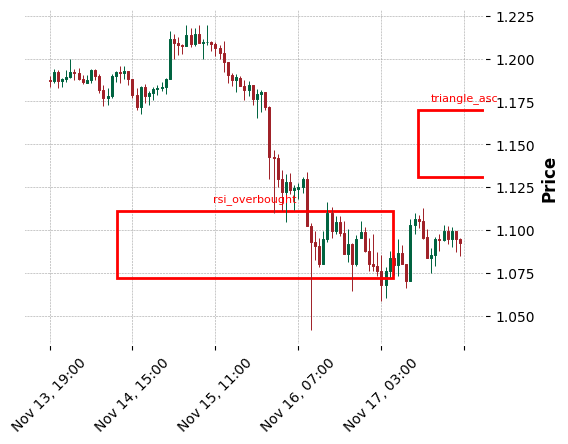 1.225
1.200
1.175
triangle_asc
1.150
1.125
rsi_overbought
1.100
1.075
1.050
Price
Nov 13, 19:00
Nov 14, 15:00
Nov 15, 11:00
Nov 16, 07:00
Nov 17, 03:00